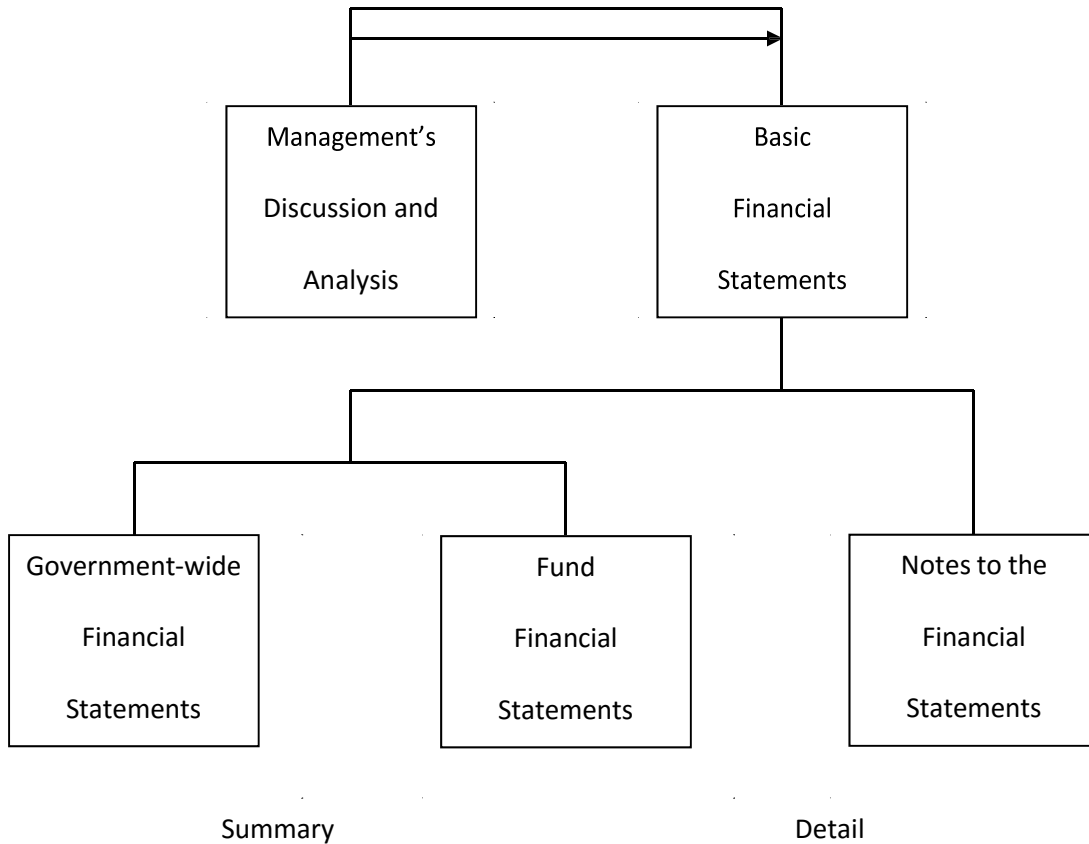 Management’s
Discussion and
Analysis
Basic
Financial
Statements
Government-wide
Financial
Statements
Fund
Financial
Statements
Notes to the
Financial
Statements
Summary
Detail